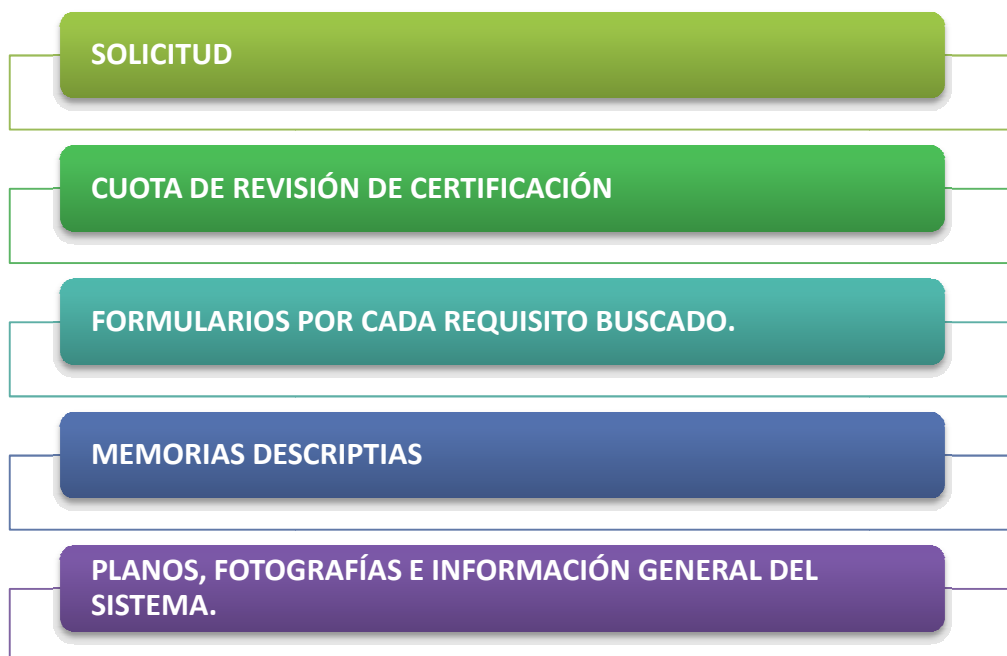 SOLICITUD
CUOTA DE REVISIÓN DE CERTIFICACIÓN
FORMULARIOS POR CADA REQUISITO BUSCADO.
MEMORIAS DESCRIPTIAS
PLANOS, FOTOGRAFÍAS E INFORMACIÓN GENERAL DEL
SISTEMA.